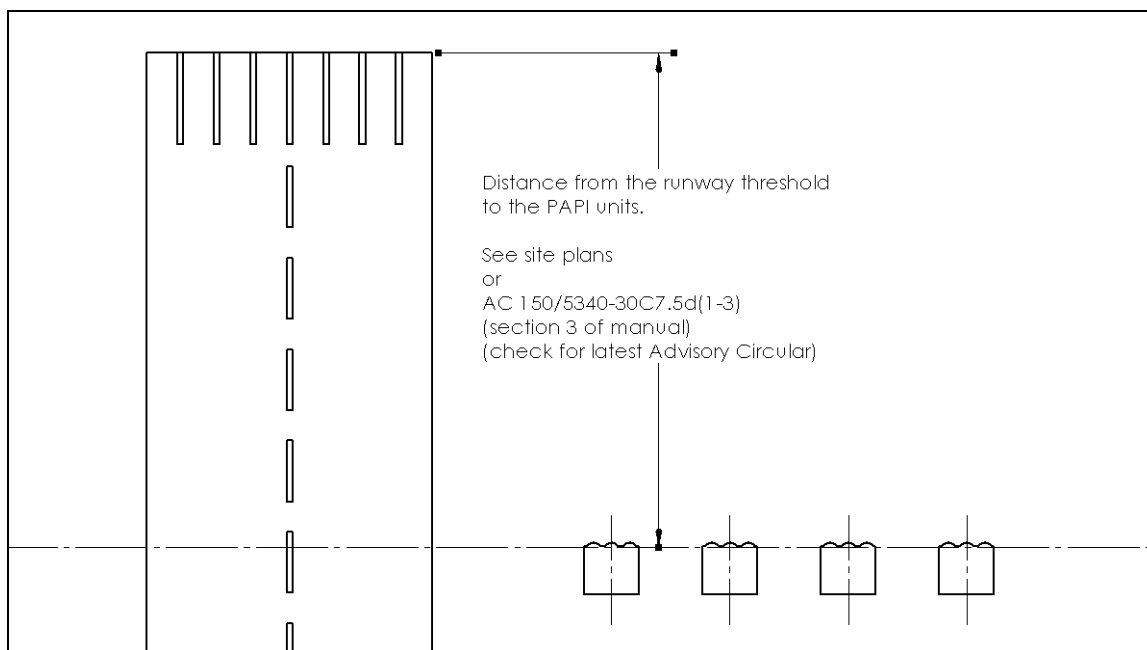 Distance from the runway threshold
to the PAPI units.
See site plans
or
AC 150/5340-30C7.5d(1-3)
(section 3 of manual)
(check for latest Advisory Circular)